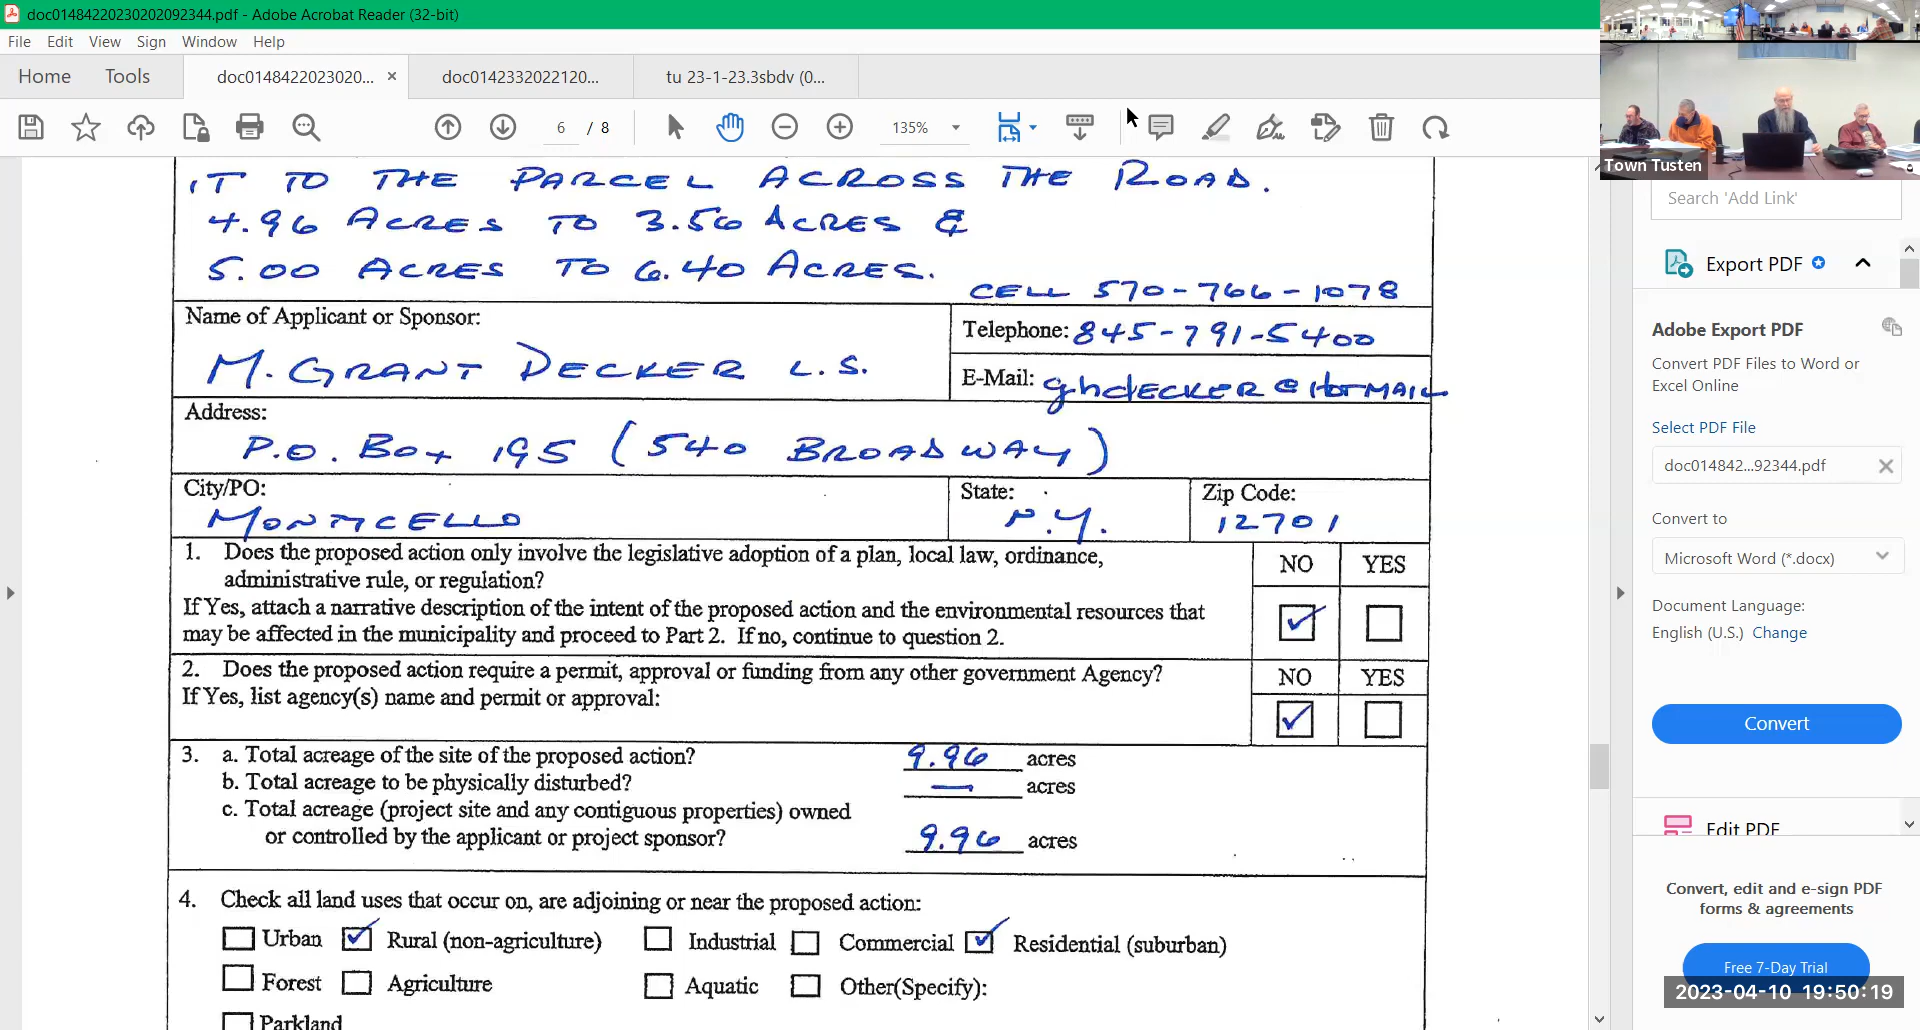 doc01484220230202092344.pdf - Adobe Acrobat Reader (32-bit)
File Edit View Sign Window Help
Home Tools doc0148422023020... × doc0142332022120... tu 23-1-23.3sbdv (0...
6 / 8 135%
Town Tusten
IT TO THE PARCEL ACROSS THE ROAD.
4.96 ACRES TO 3.56 ACRES &
5.00 ACRES TO 6.40 ACRES.
CELL 570-766-1078
Name of Applicant or Sponsor:
M. GRANT DECKER L.S.
Telephone: 845-791-5400
E-Mail: ghdECKER@HOTMAIL
Address:
P.O. BOX 195 (540 BROADWAY)
City/PO:
MONTICELLO
State:
N.Y.
Zip Code:
12701
1. Does the proposed action only involve the legislative adoption of a plan, local law, ordinance,
administrative rule, or regulation?
If Yes, attach a narrative description of the intent of the proposed action and the environmental resources that
may be affected in the municipality and proceed to Part 2. If no, continue to question 2.
NO YES
2. Does the proposed action require a permit, approval or funding from any other government Agency?
If Yes, list agency(s) name and permit or approval:
NO YES
3. a. Total acreage of the site of the proposed action? 9.96 acres
b. Total acreage to be physically disturbed? — acres
c. Total acreage (project site and any contiguous properties) owned
or controlled by the applicant or project sponsor? 9.96 acres
4. Check all land uses that occur on, are adjoining or near the proposed action:
Urban Rural (non-agriculture) Industrial Commercial Residential (suburban)
Forest Agriculture Aquatic Other(Specify):
Parkland
Search 'Add Link'
Export PDF
Adobe Export PDF
Convert PDF Files to Word or
Excel Online
Select PDF File
doc014842...92344.pdf
Convert to
Microsoft Word (*.docx)
Document Language:
English (U.S.) Change
Convert
Edit PDF
Convert, edit and e-sign PDF
forms & agreements
Free 7-Day Trial
2023-04-10 19:50:19